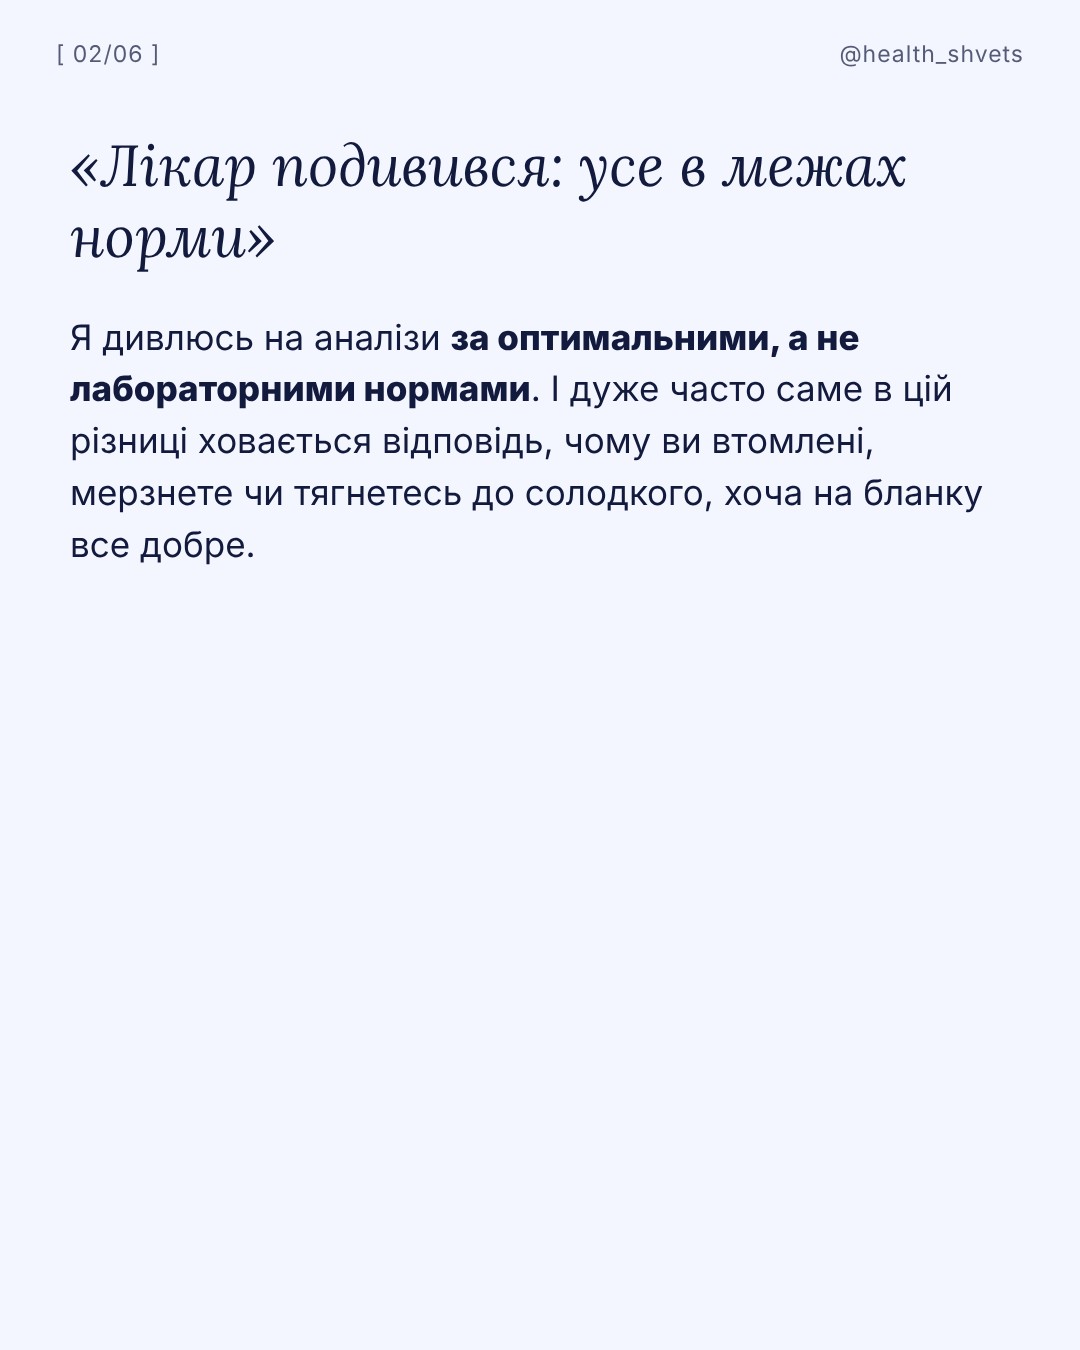 [ 02/06 ]
@health_shvets
«Лікар подивився: усе в межах
норми»
Я дивлюсь на аналізи за оптимальними, а не
лабораторними нормами. І дуже часто саме в цій
різниці ховається відповідь, чому ви втомлені,
мерзнете чи тягнетесь до солодкого, хоча на бланку
все добре.